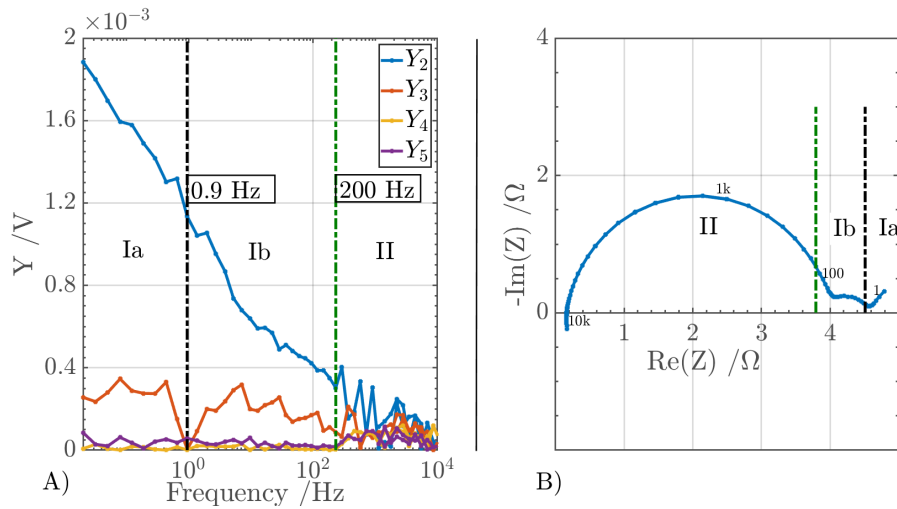 ×10⁻³
2
1.6
1.2
0.8
0.4
0
Y /V
Y₂
Y₃
Y₄
Y₅
0.9 Hz
200 Hz
Ia
Ib
II
10⁰
10²
10⁴
Frequency /Hz
A)
4
2
0
-2
-Im(Z) /Ω
1k
II
Ib
Ia
100
1
10k
1
2
3
4
Re(Z) /Ω
B)